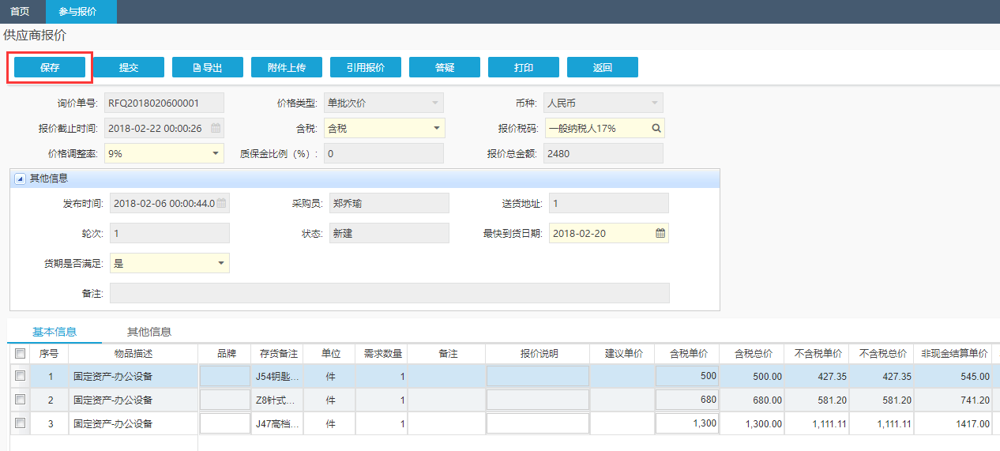 首页 参与报价
供应商报价
保存 提交 导出 附件上传 引用报价 答疑 打印 返回
询价单号: RFQ2018020600001 价格类型: 单批次价 币种: 人民币
报价截止时间: 2018-02-22 00:00:26 含税: 含税 报价税码: 一般纳税人17%
价格调整率: 9% 质保金比例（%）: 0 报价总金额: 2480
其他信息
发布时间: 2018-02-06 00:00:44.0 采购员: 郑乔瑜 送货地址: 1
轮次: 1 状态: 新建 最快到货日期: 2018-02-20
货期是否满足: 是
备注:
基本信息 其他信息
序号 物品描述 品牌 存货备注 单位 需求数量 备注 报价说明 建议单价 含税单价 含税总价 不含税单价 不含税总价 非现金结算单价
1 固定资产-办公设备 J54钥匙... 件 1 500 500.00 427.35 427.35 545.00
2 固定资产-办公设备 Z8针式... 件 1 680 680.00 581.20 581.20 741.20
3 固定资产-办公设备 J47高档... 件 1 1,300 1,300.00 1,111.11 1,111.11 1417.00